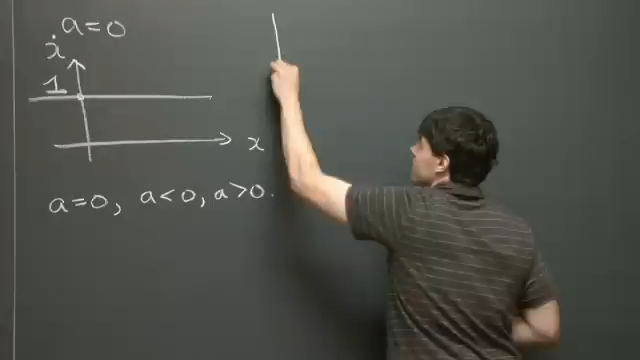 a=0
ẋ
1
x
a=0, a<0, a>0.